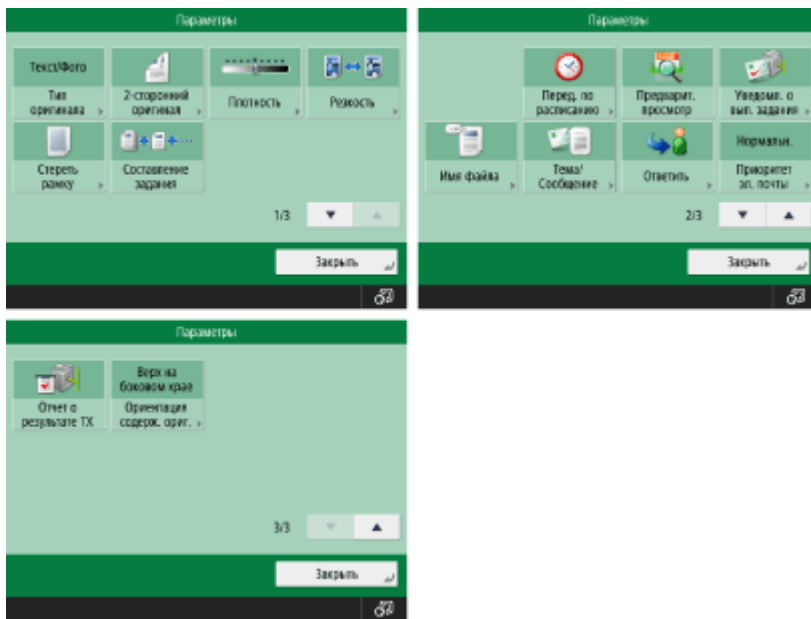 Параметры
Текст/Фото
Тип
оригинала
2-сторонний
оригинал
Плотность
Резкость
Стереть
рамку
Составление
задания
1/3
Закрыть
Параметры
Перед. по
расписанию
Предварит.
просмотр
Уведомл. о
вып. задания
Имя файла
Тема/
Сообщение
Ответить
Нормальн.
Приоритет
эл. почты
2/3
Закрыть
Параметры
Отчет о
результате TX
Верх на
боковом крае
Ориентация
содерж. ориг.
3/3
Закрыть